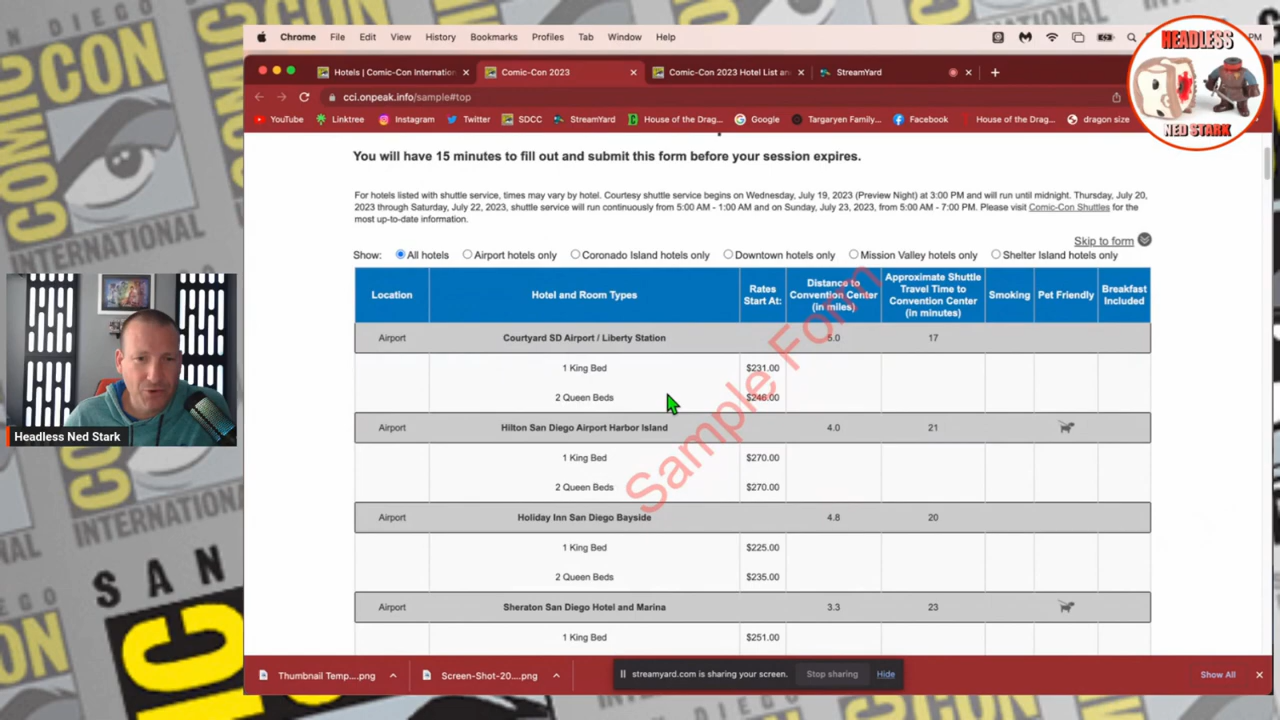 Chrome File Edit View History Bookmarks Profiles Tab Window Help
HEADLESS
NED STARK
Hotels | Comic-Con Internation
Comic-Con 2023
Comic-Con 2023 Hotel List an
StreamYard
cci.onpeak.info/sample#top
YouTube Linktree Instagram Twitter SDCC StreamYard House of the Drag... Google Targaryen Family... Facebook House of the Drag... dragon size
You will have 15 minutes to fill out and submit this form before your session expires.
For hotels listed with shuttle service, times may vary by hotel. Courtesy shuttle service begins on Wednesday, July 19, 2023 (Preview Night) at 3:00 PM and will run until midnight. Thursday, July 20,
2023 through Saturday, July 22, 2023, shuttle service will run continuously from 5:00 AM - 1:00 AM and on Sunday, July 23, 2023, from 5:00 AM - 7:00 PM. Please visit Comic-Con Shuttles for the
most up-to-date information.
Skip to form
Show: All hotels Airport hotels only Coronado Island hotels only Downtown hotels only Mission Valley hotels only Shelter Island hotels only
Location
Hotel and Room Types
Rates
Start At:
Distance to
Convention Center
(in miles)
Approximate Shuttle
Travel Time to
Convention Center
(in minutes)
Smoking
Pet Friendly
Breakfast
Included
Airport Courtyard SD Airport / Liberty Station 5.0 17
1 King Bed $231.00
2 Queen Beds $246.00
Airport Hilton San Diego Airport Harbor Island 4.0 21
1 King Bed $270.00
2 Queen Beds $270.00
Airport Holiday Inn San Diego Bayside 4.8 20
1 King Bed $225.00
2 Queen Beds $235.00
Airport Sheraton San Diego Hotel and Marina 3.3 23
1 King Bed $251.00
Sample Form
Headless Ned Stark
Thumbnail Temp....png
Screen-Shot-20....png
streamyard.com is sharing your screen.
Stop sharing
Hide
Show All
COMIC CON
INTERNATIONAL
SAN